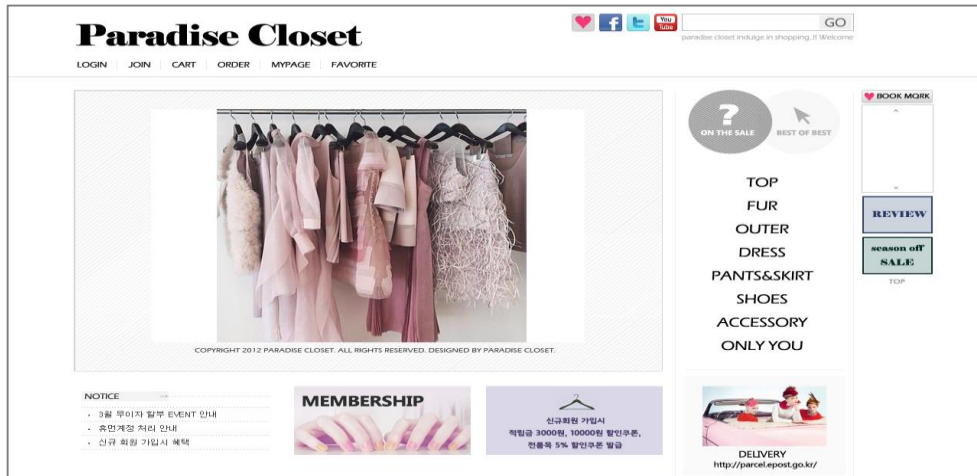 Paradise Closet
You
Tube
GO
paradise closet indulge in shopping..!! Welcome
LOGIN JOIN CART ORDER MYPAGE FAVORITE
?
ON THE SALE
BEST OF BEST
TOP
FUR
OUTER
DRESS
PANTS&SKIRT
SHOES
ACCESSORY
ONLY YOU
BOOK MQRK
REVIEW
season off
SALE
TOP
COPYRIGHT 2012 PARADISE CLOSET. ALL RIGHTS RESERVED. DESIGNED BY PARADISE CLOSET.
NOTICE
3월 무이자 할부 EVENT 안내
휴면계정 처리 안내
신규 회원 가입시 혜택
MEMBERSHIP
신규회원 가입시
적립금 3000원, 10000원 할인쿠폰,
전품목 5% 할인쿠폰 발급
DELIVERY
http://parcel.epost.go.kr/